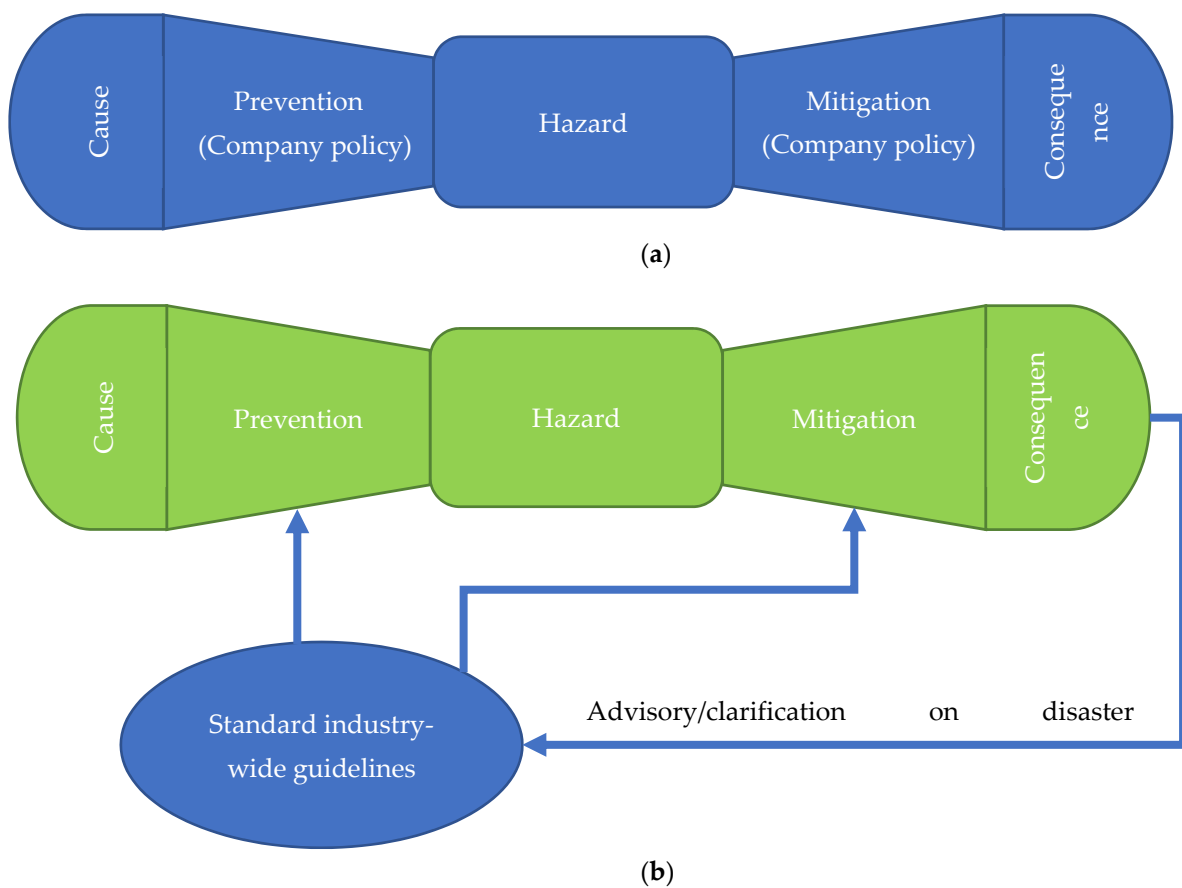 Cause
Prevention
(Company policy)
Hazard
Mitigation
(Company policy)
Conseque
nce
(a)
Cause
Prevention
Hazard
Mitigation
Consequen
ce
Standard industry-
wide guidelines
Advisory/clarification on disaster
(b)